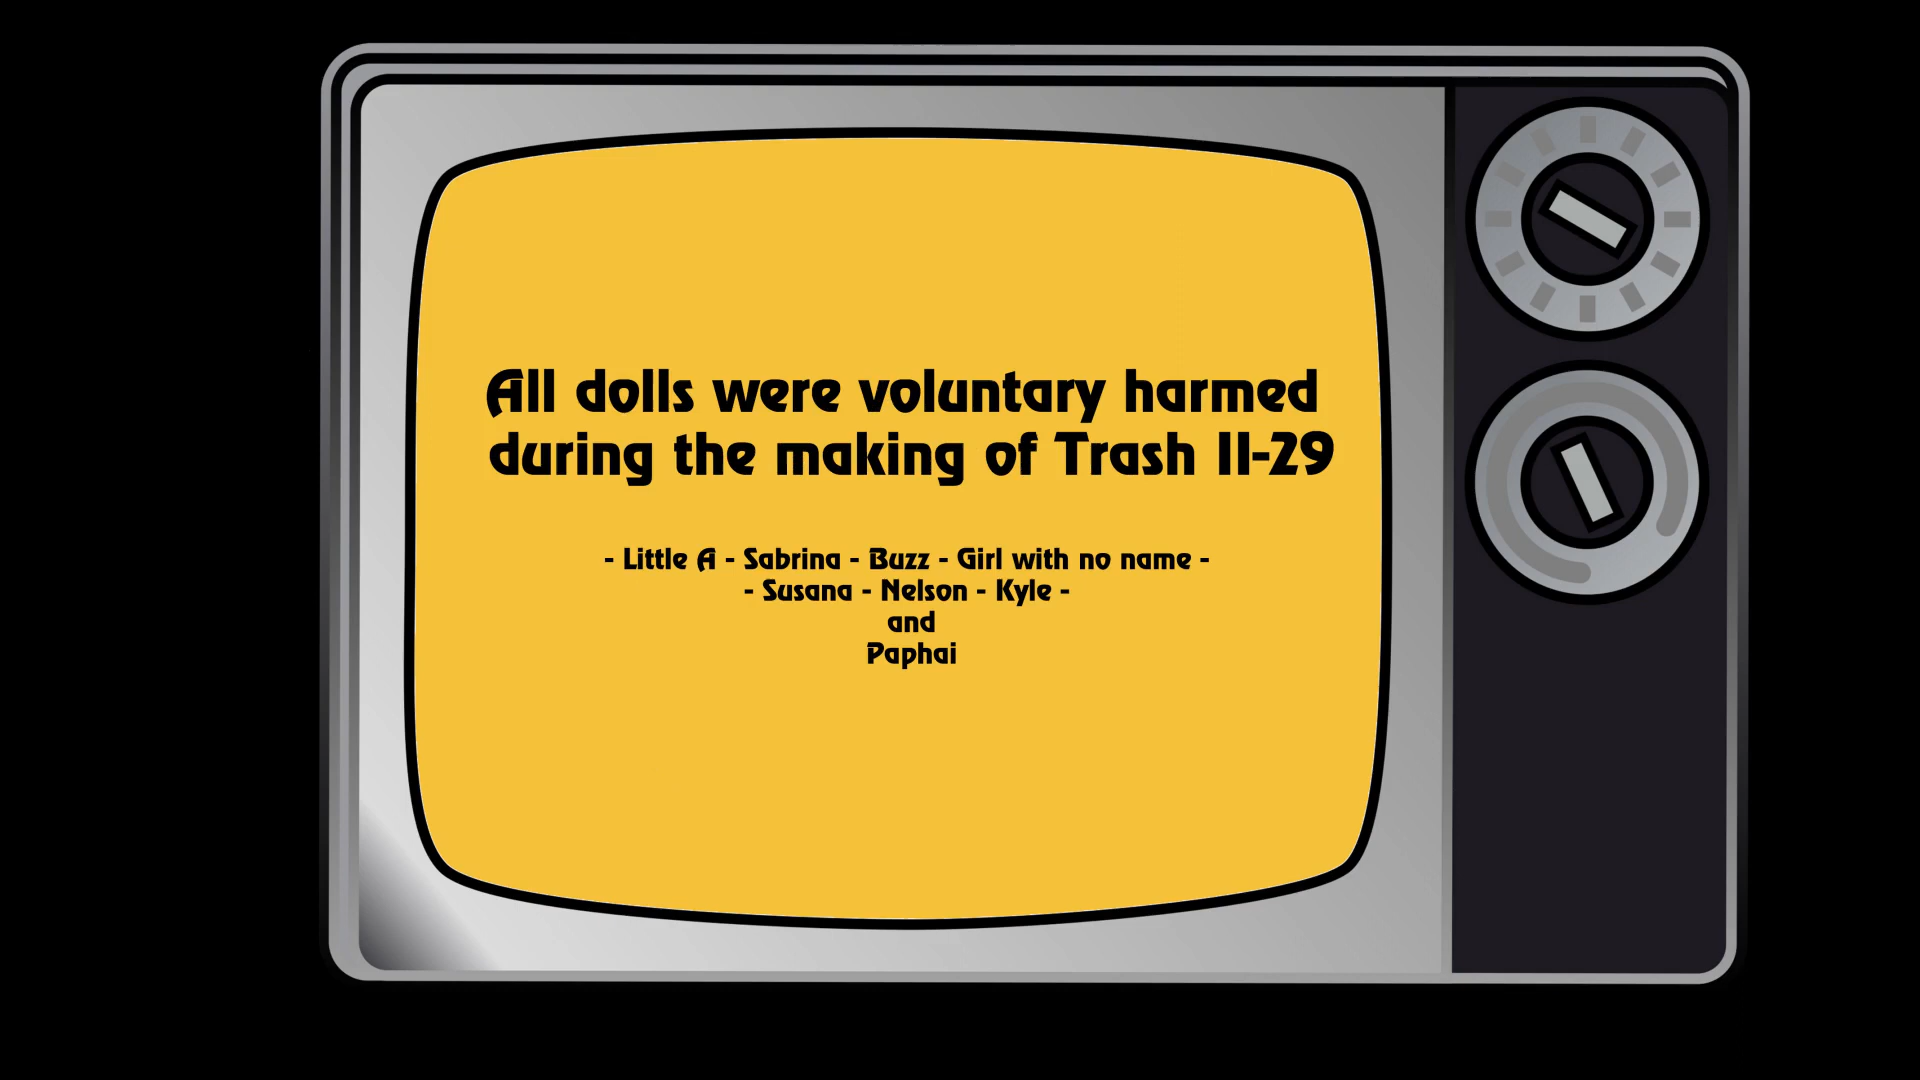 All dolls were voluntary harmed
during the making of Trash II-29
- Little A - Sabrina - Buzz - Girl with no name -
- Susana - Nelson - Kyle -
and
Paphai